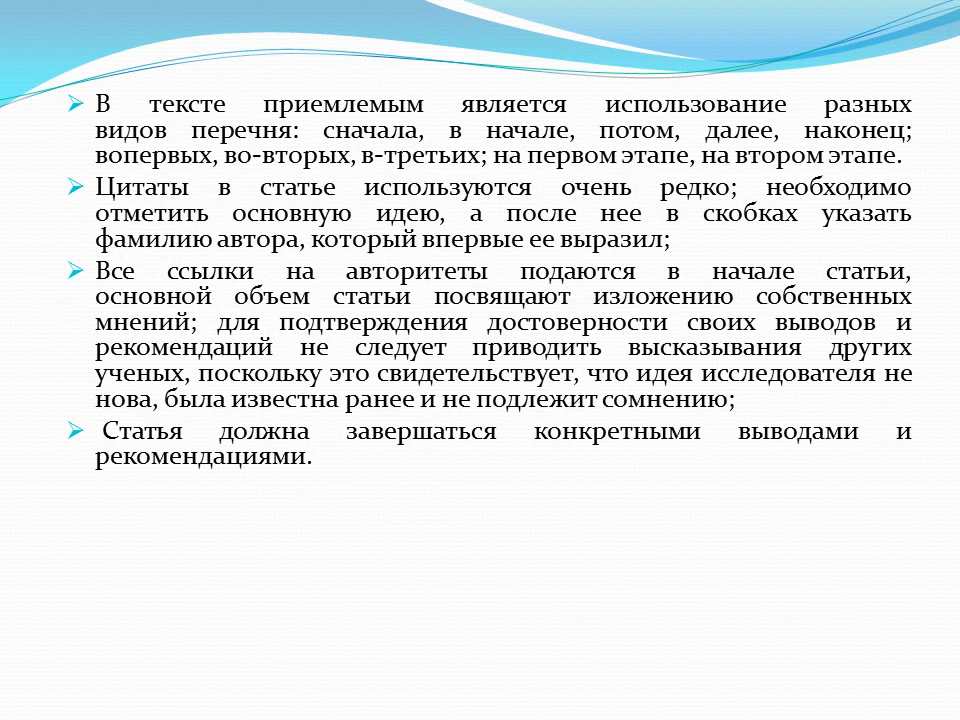 В тексте приемлемым является использование разных
видов перечня: сначала, в начале, потом, далее, наконец;
вопервых, во-вторых, в-третьих; на первом этапе, на втором этапе.
Цитаты в статье используются очень редко; необходимо
отметить основную идею, а после нее в скобках указать
фамилию автора, который впервые ее выразил;
Все ссылки на авторитеты подаются в начале статьи,
основной объем статьи посвящают изложению собственных
мнений; для подтверждения достоверности своих выводов и
рекомендаций не следует приводить высказывания других
ученых, поскольку это свидетельствует, что идея исследователя не
нова, была известна ранее и не подлежит сомнению;
Статья должна завершаться конкретными выводами и
рекомендациями.